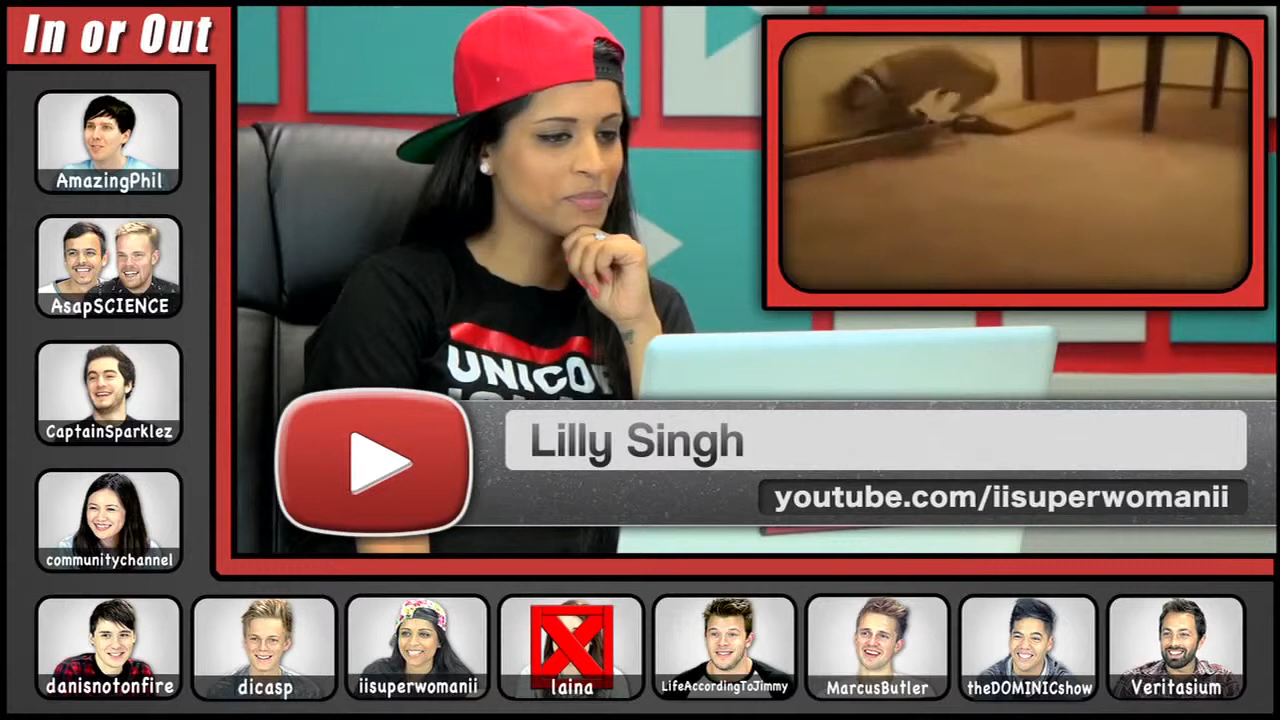 In or Out
AmazingPhil
AsapSCIENCE
CaptainSparklez
communitychannel
UNICO
Lilly Singh
youtube.com/iisuperwomanii
danisnotonfire
dicasp
iisuperwomanii
laina
LifeAccordingToJimmy
MarcusButler
theDOMINICshow
Veritasium